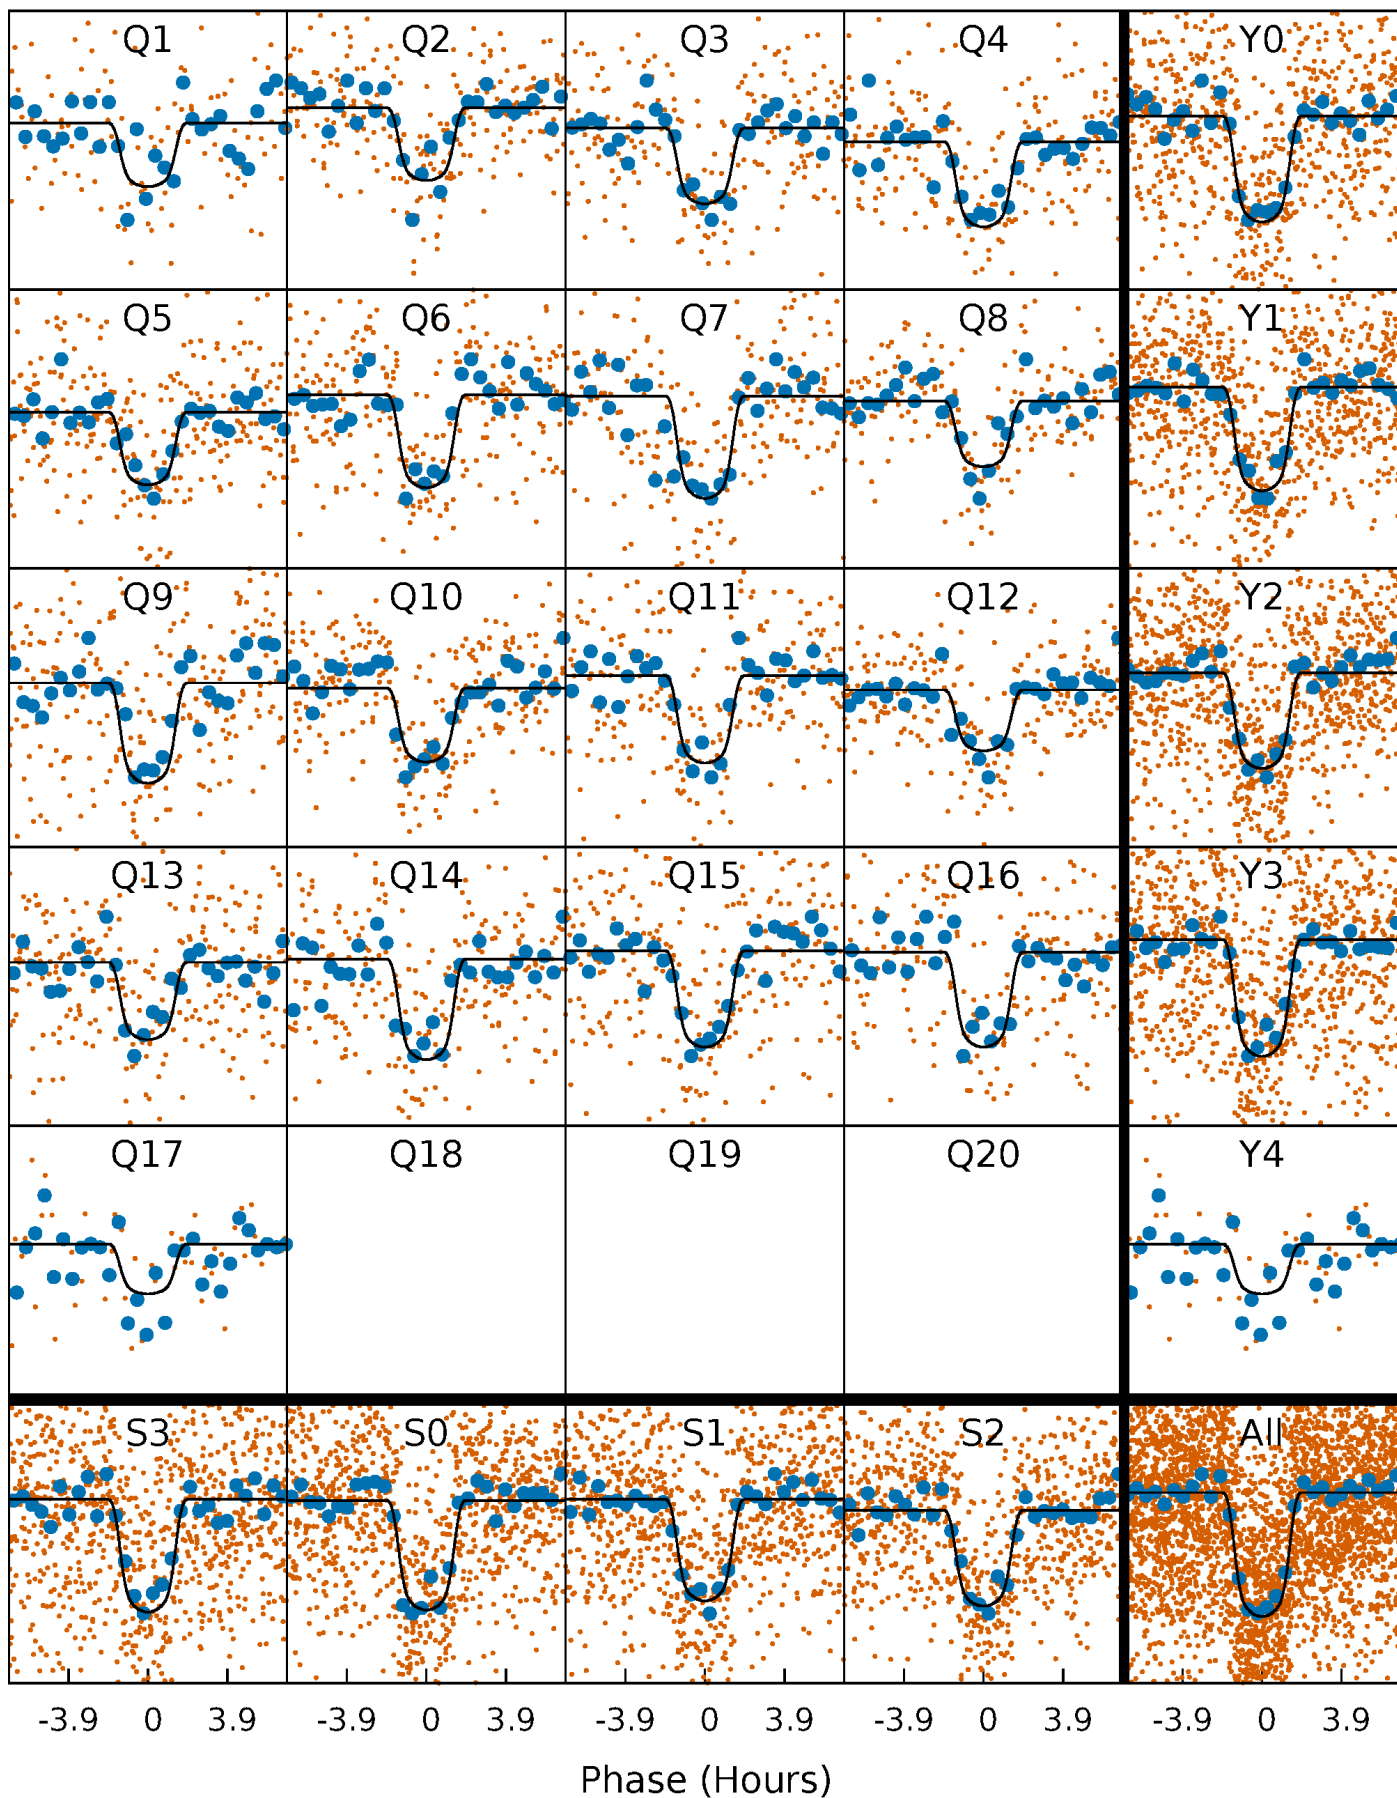 Q1 Q2 Q3 Q4 Y0
Q5 Q6 Q7 Q8 Y1
Q9 Q10 Q11 Q12 Y2
Q13 Q14 Q15 Q16 Y3
Q17 Q18 Q19 Q20 Y4
S3 S0 S1 S2 All
-3.9 0 3.9 -3.9 0 3.9 -3.9 0 3.9 -3.9 0 3.9 -3.9 0 3.9
Phase (Hours)